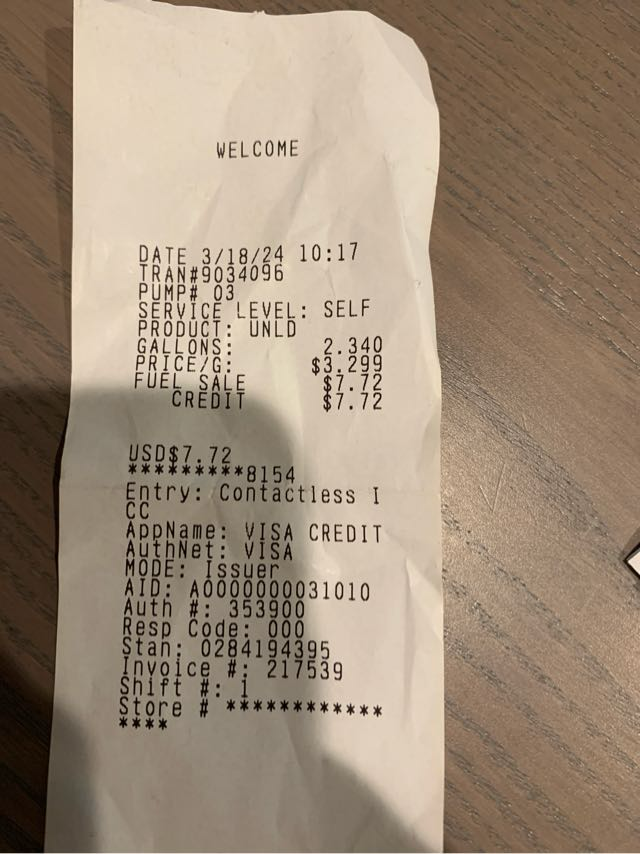 WELCOME
DATE 3/18/24 10:17
TRAN#9034096
PUMP# 03
SERVICE LEVEL: SELF
PRODUCT: UNLD
GALLONS: 2.340
PRICE/G: $3.299
FUEL SALE $7.72
CREDIT $7.72
USD$7.72
*********8154
Entry: Contactless I
CC
AppName: VISA CREDIT
AuthNet: VISA
MODE: Issuer
AID: A0000000031010
Auth #: 353900
Resp Code: 000
Stan: 0284194395
Invoice #: 217539
Shift #: 1
Store # ************
****